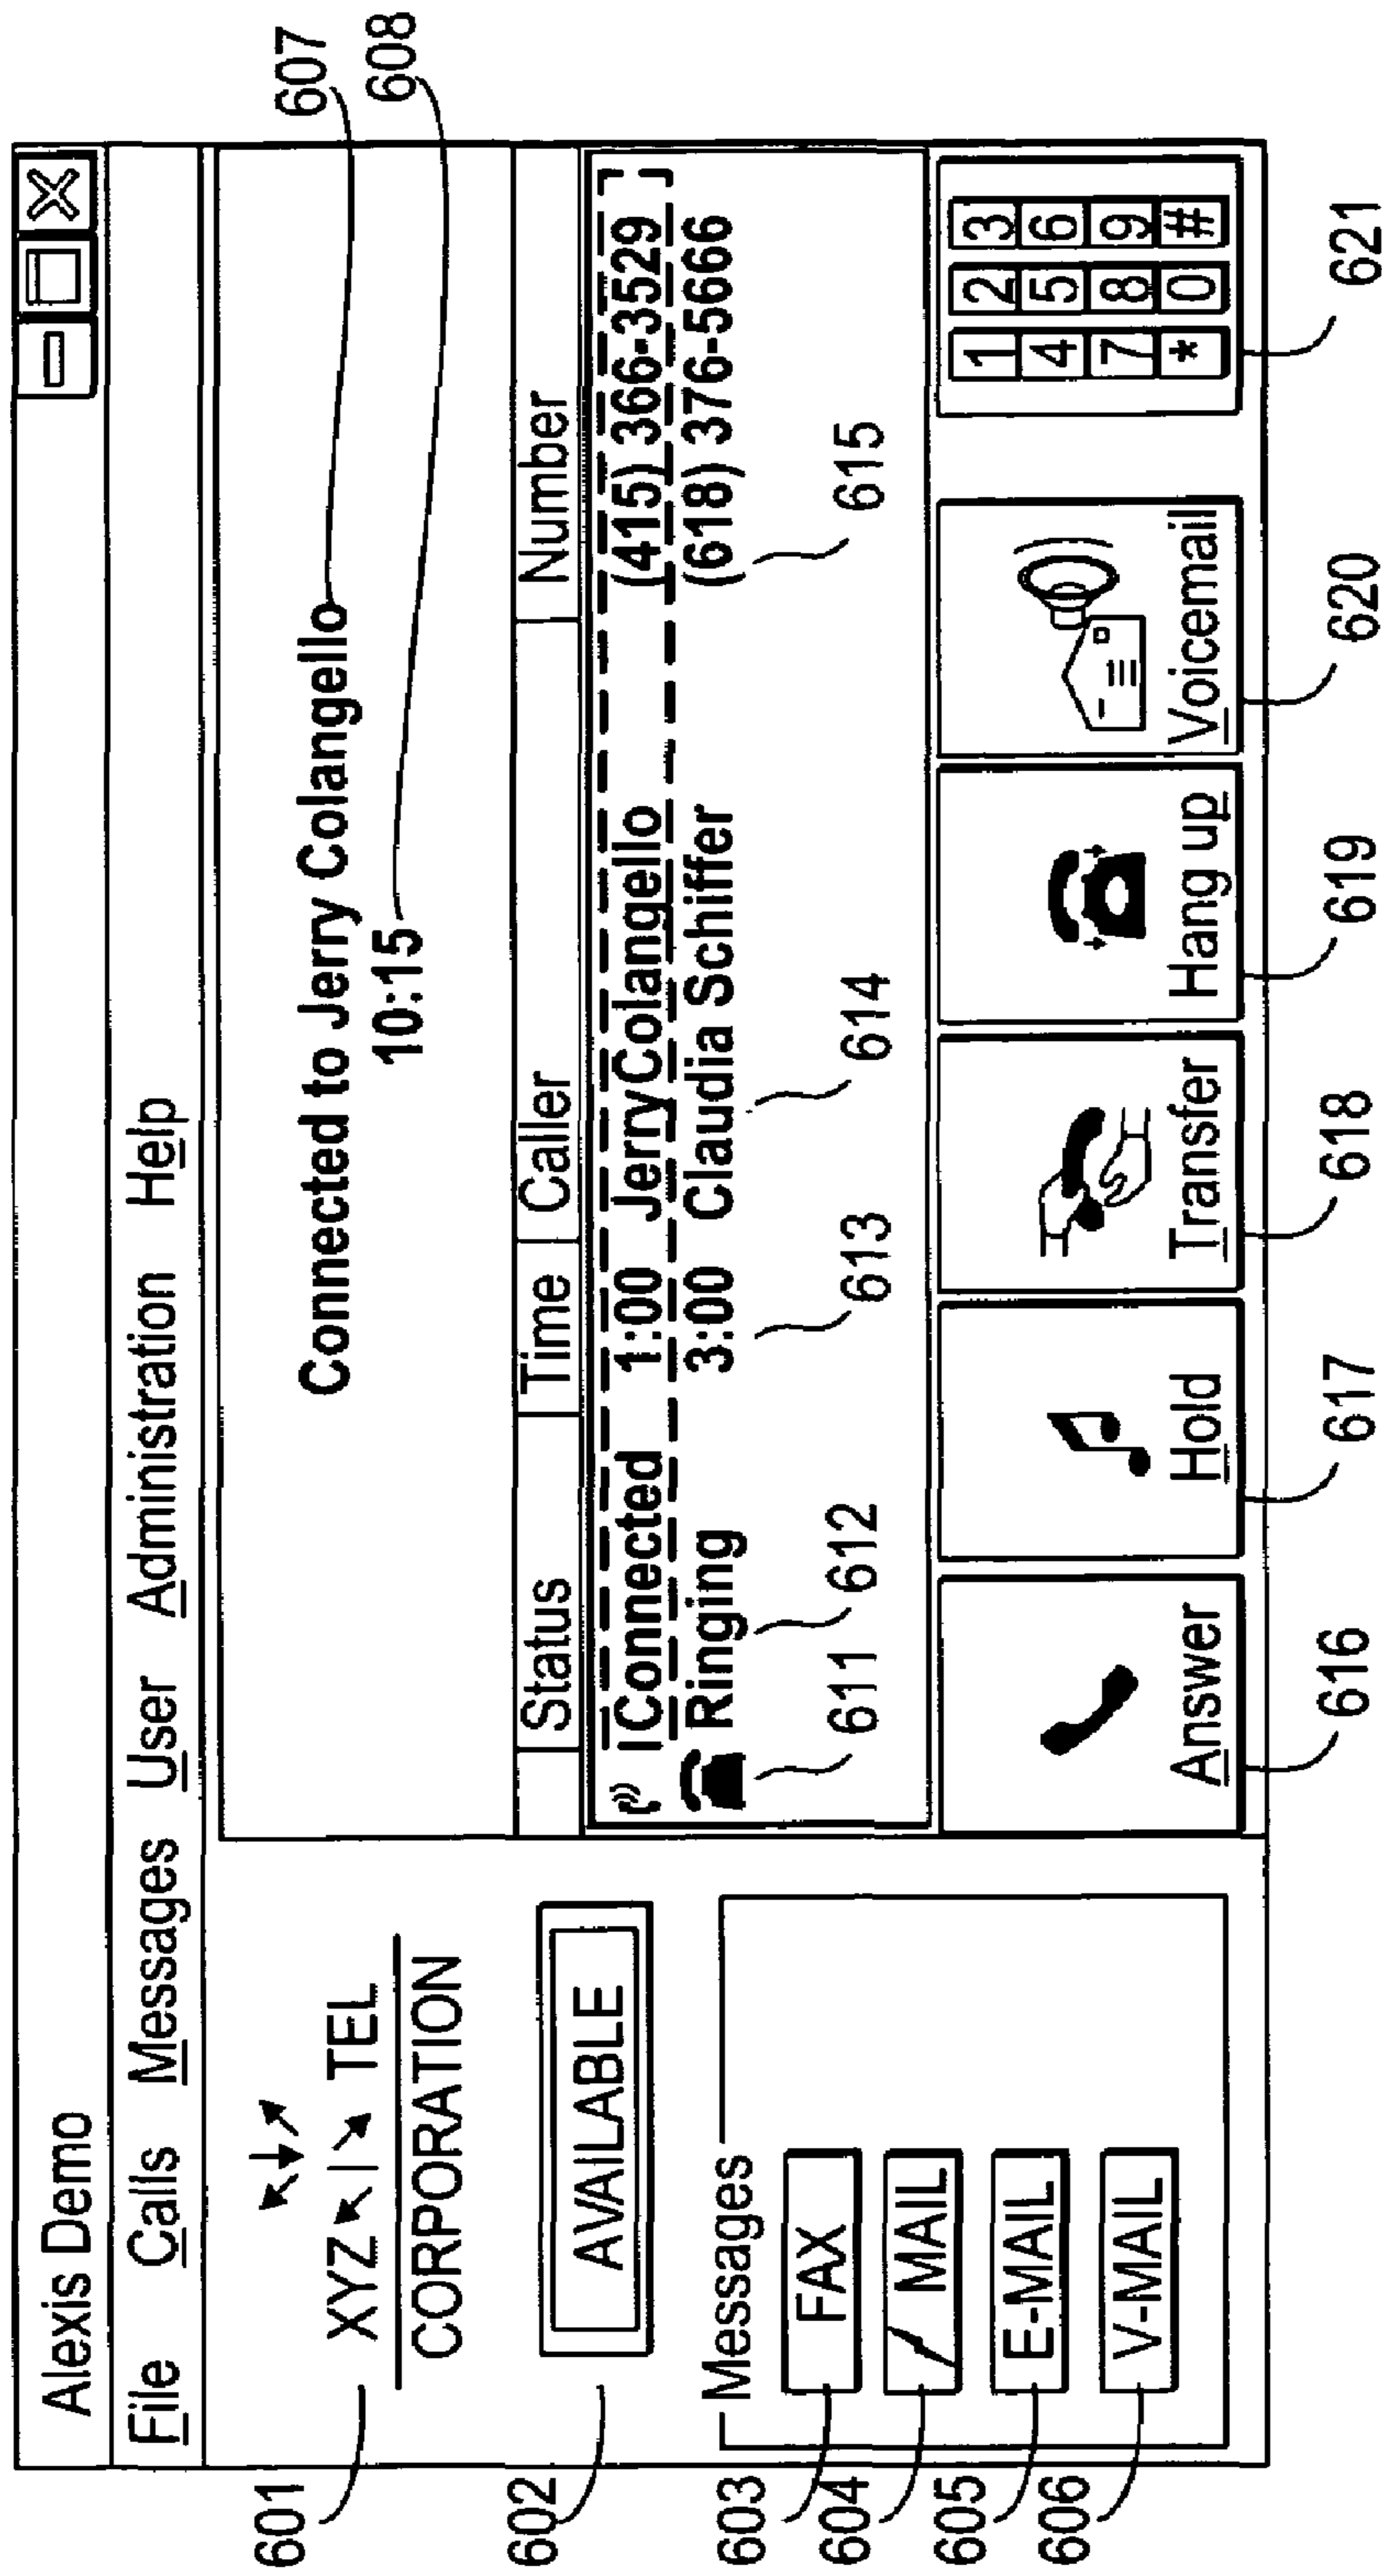 Alexis Demo
File Calls Messages User Administration Help
601
XYZ TEL
CORPORATION
602
AVAILABLE
Messages
603 FAX
604 MAIL
605 E-MAIL
606 V-MAIL
Connected to Jerry Colangello 607
10:15 608
Status Time Caller Number
Connected 1:00 Jerry Colangello (415) 366-3529
Ringing 3:00 Claudia Schiffer (618) 376-5666
611 612 613 614 615
Answer Hold Transfer Hang up Voicemail
1 2 3
4 5 6
7 8 9
* 0 #
616 617 618 619 620 621